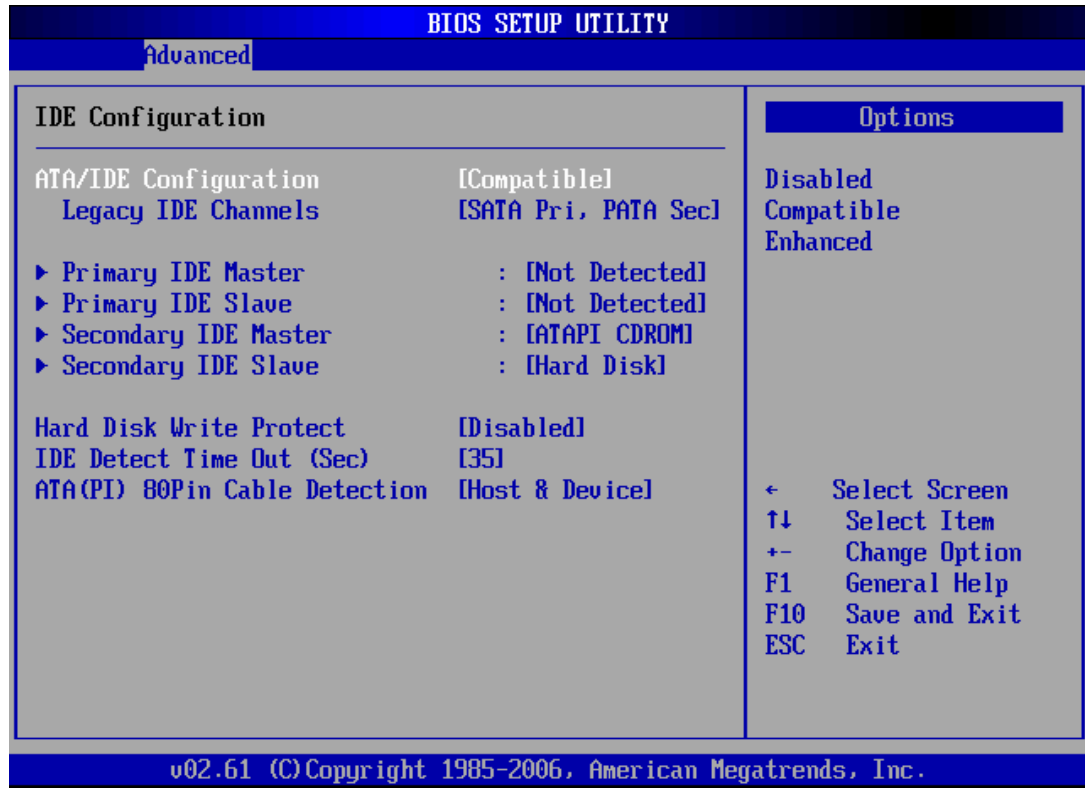 BIOS SETUP UTILITY
Advanced
IDE Configuration
ATA/IDE Configuration [Compatible]
Legacy IDE Channels [SATA Pri, PATA Sec]
► Primary IDE Master : [Not Detected]
► Primary IDE Slave : [Not Detected]
► Secondary IDE Master : [ATAPI CDROM]
► Secondary IDE Slave : [Hard Disk]
Hard Disk Write Protect [Disabled]
IDE Detect Time Out (Sec) [35]
ATA(PI) 80Pin Cable Detection [Host & Device]
Options
Disabled
Compatible
Enhanced
← Select Screen
↑↓ Select Item
+- Change Option
F1 General Help
F10 Save and Exit
ESC Exit
v02.61 (C)Copyright 1985-2006, American Megatrends, Inc.